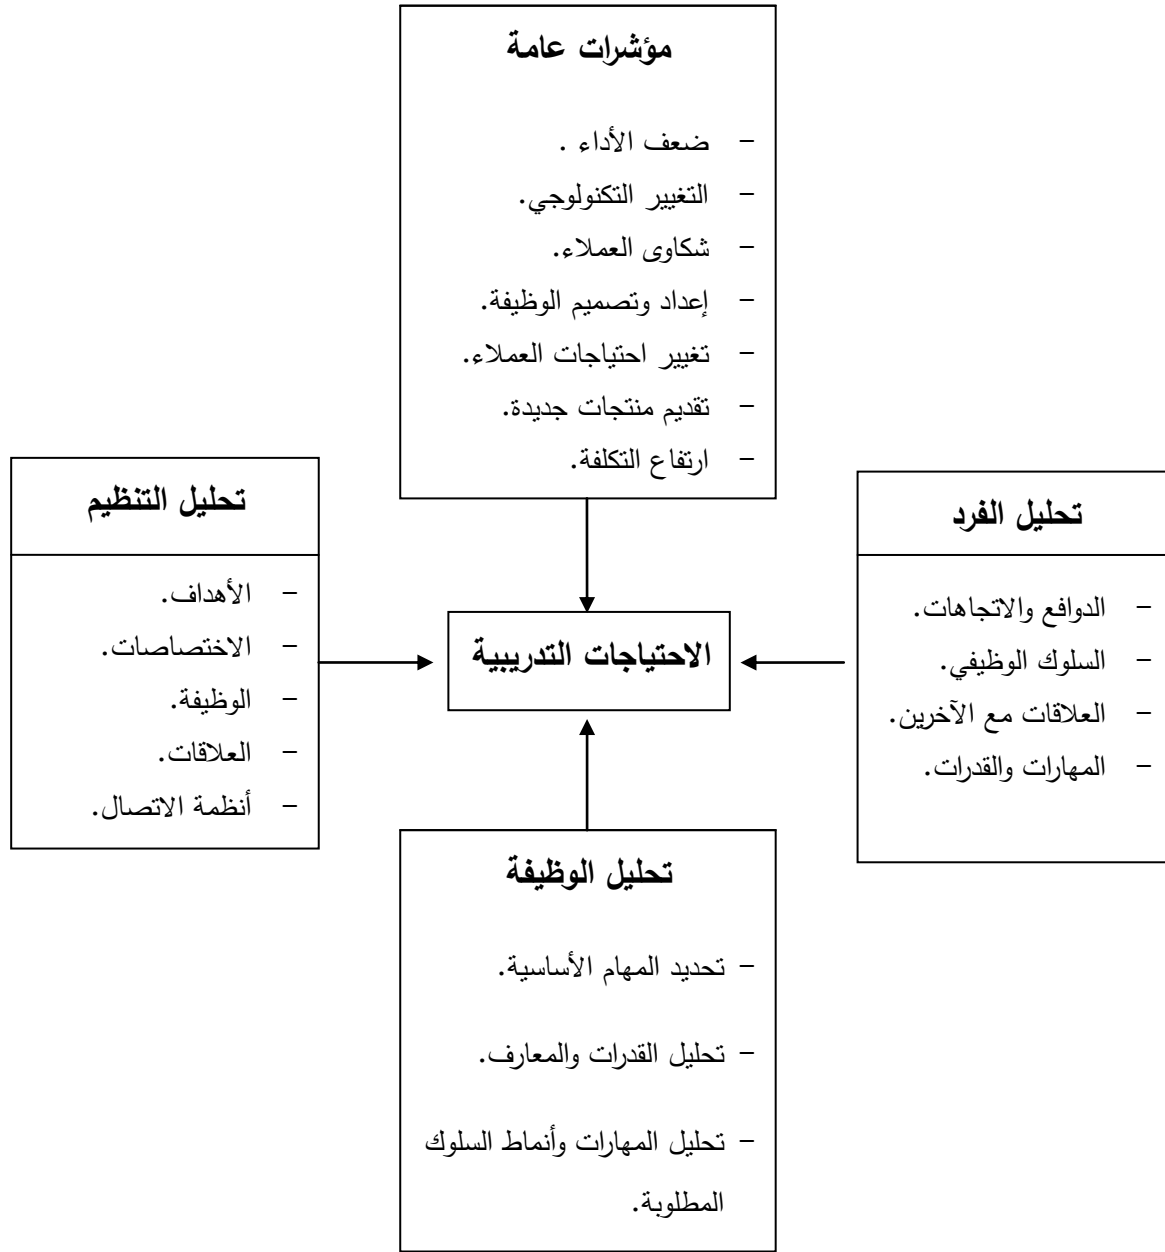 مؤشرات عامة
- ضعف الأداء .
- التغيير التكنولوجي.
- شكاوى العملاء.
- إعداد وتصميم الوظيفة.
- تغيير احتياجات العملاء.
- تقديم منتجات جديدة.
- ارتفاع التكلفة.
تحليل الفرد
- الدوافع والاتجاهات.
- السلوك الوظيفي.
- العلاقات مع الآخرين.
- المهارات والقدرات.
الاحتياجات التدريبية
تحليل التنظيم
- الأهداف.
- الاختصاصات.
- الوظيفة.
- العلاقات.
- أنظمة الاتصال.
تحليل الوظيفة
- تحديد المهام الأساسية.
- تحليل القدرات والمعارف.
- تحليل المهارات وأنماط السلوك
المطلوبة.